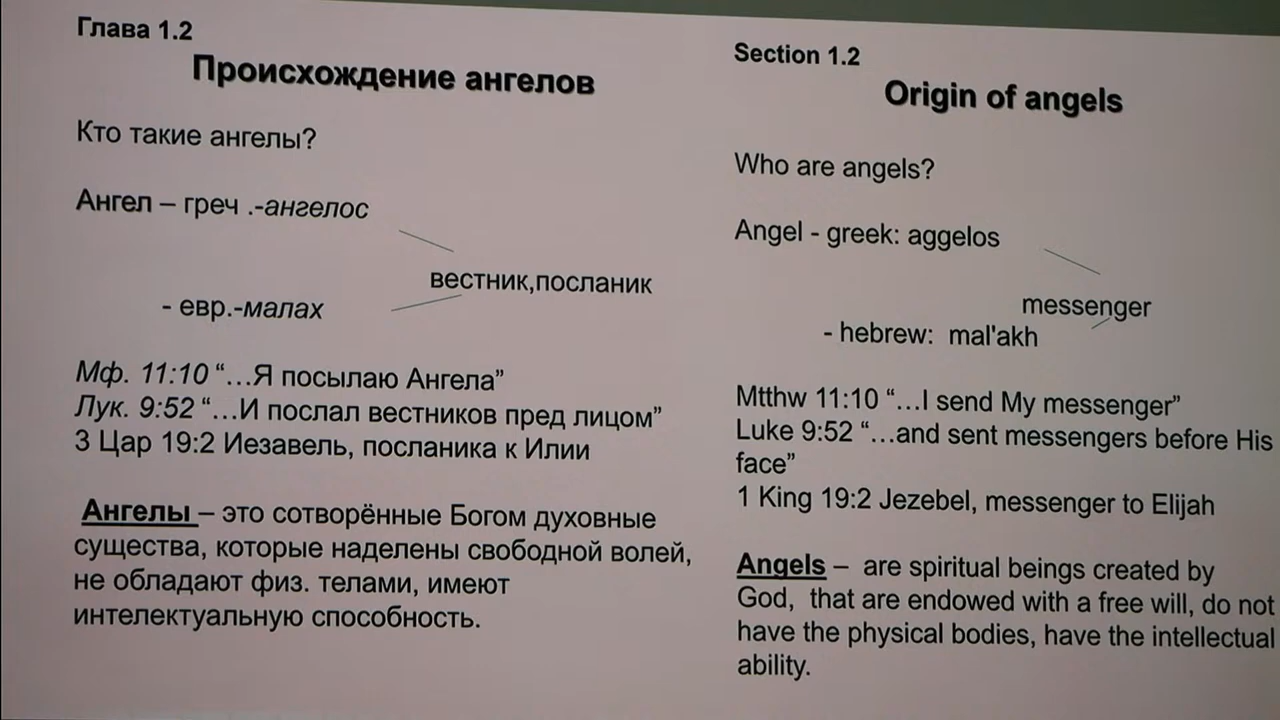 Глава 1.2
Происхождение ангелов
Кто такие ангелы?
Ангел – греч .-ангелос
вестник,посланик
- евр.-малах
Мф. 11:10 “…Я посылаю Ангела”
Лук. 9:52 “…И послал вестников пред лицом”
3 Цар 19:2 Иезавель, посланика к Илии
Ангелы – это сотворённые Богом духовные
существа, которые наделены свободной волей,
не обладают физ. телами, имеют
интелектуальную способность.
Section 1.2
Origin of angels
Who are angels?
Angel - greek: aggelos
messenger
- hebrew: mal'akh
Mtthw 11:10 “…I send My messenger”
Luke 9:52 “…and sent messengers before His
face”
1 King 19:2 Jezebel, messenger to Elijah
Angels – are spiritual beings created by
God, that are endowed with a free will, do not
have the physical bodies, have the intellectual
ability.